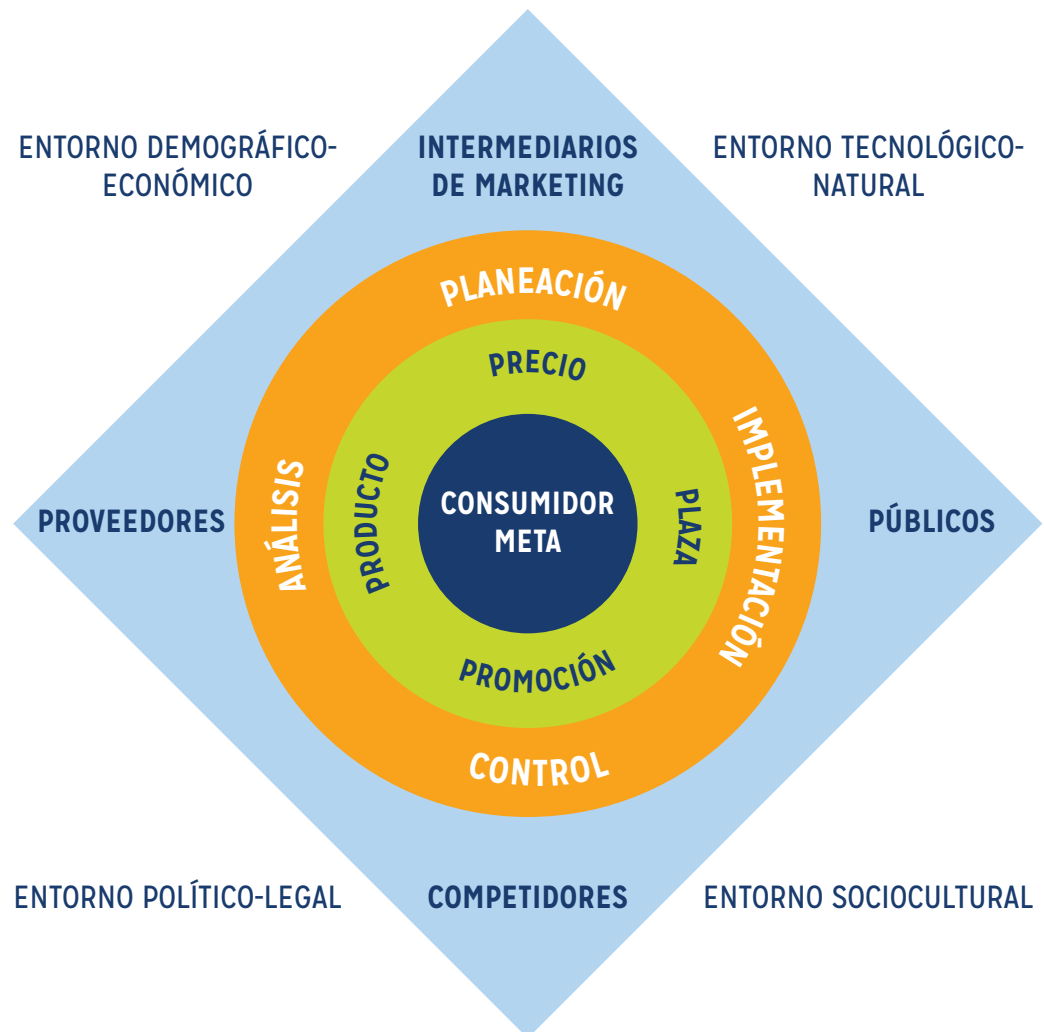 ENTORNO DEMOGRÁFICO-
ECONÓMICO
INTERMEDIARIOS
DE MARKETING
ENTORNO TECNOLÓGICO-
NATURAL
PLANEACIÓN
PRECIO
PROVEEDORES
ANÁLISIS
PRODUCTO
CONSUMIDOR
META
PLAZA
IMPLEMENTACIÓN
PÚBLICOS
PROMOCIÓN
CONTROL
ENTORNO POLÍTICO-LEGAL
COMPETIDORES
ENTORNO SOCIOCULTURAL